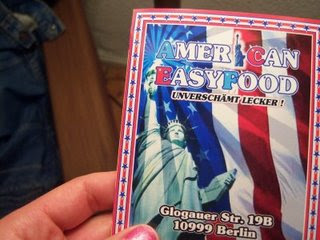 AMERICAN
EASYFOOD
UNVERSCHÄMT LECKER !
Glogauer Str. 19B
10999 Berlin